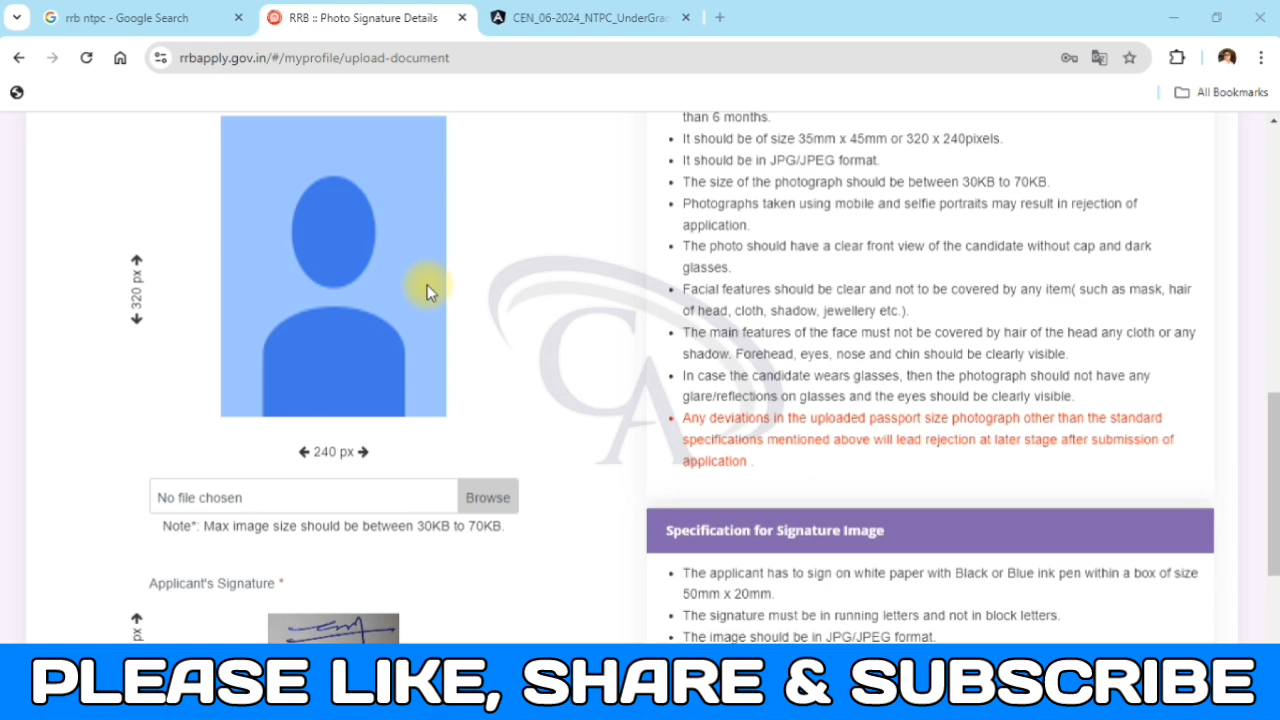 rrb ntpc - Google Search
RRB :: Photo Signature Details
CEN_06-2024_NTPC_UnderGrac
rrbapply.gov.in/#/myprofile/upload-document
All Bookmarks
320 px
240 px
No file chosen
Browse
Note*: Max image size should be between 30KB to 70KB.
Applicant's Signature *
px
than 6 months.
It should be of size 35mm x 45mm or 320 x 240pixels.
It should be in JPG/JPEG format.
The size of the photograph should be between 30KB to 70KB.
Photographs taken using mobile and selfie portraits may result in rejection of
application.
The photo should have a clear front view of the candidate without cap and dark
glasses.
Facial features should be clear and not to be covered by any item( such as mask, hair
of head, cloth, shadow, jewellery etc.).
The main features of the face must not be covered by hair of the head any cloth or any
shadow. Forehead, eyes, nose and chin should be clearly visible.
In case the candidate wears glasses, then the photograph should not have any
glare/reflections on glasses and the eyes should be clearly visible.
Any deviations in the uploaded passport size photograph other than the standard
specifications mentioned above will lead rejection at later stage after submission of
application .
CA
Specification for Signature Image
The applicant has to sign on white paper with Black or Blue ink pen within a box of size
50mm x 20mm.
The signature must be in running letters and not in block letters.
The image should be in JPG/JPEG format.
PLEASE LIKE, SHARE & SUBSCRIBE